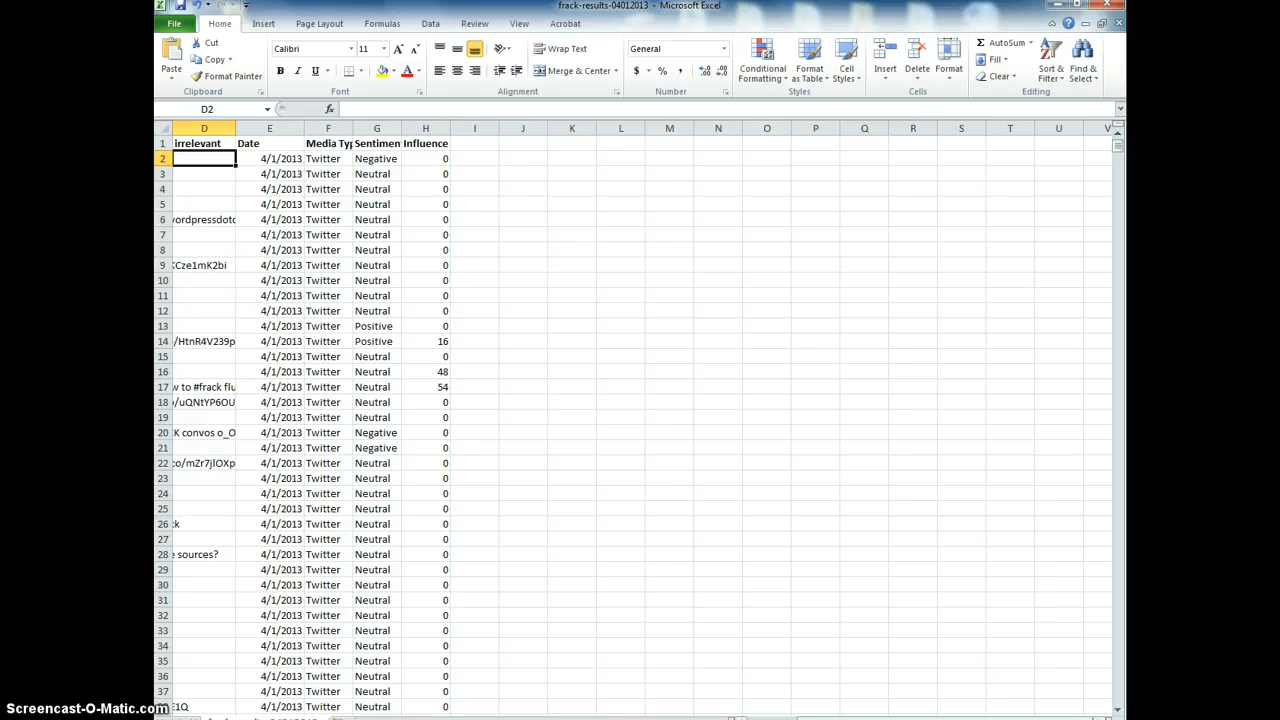 frack-results-04012013 - Microsoft Excel
File Home Insert Page Layout Formulas Data Review View Acrobat
Cut Calibri 11 Wrap Text General AutoSum
Copy Fill
Paste Format Painter B I U Merge & Center $ % , Conditional Formatting Format as Table Cell Styles Insert Delete Format Clear Sort & Filter Find & Select
Clipboard Font Alignment Number Styles Cells Editing
D2 fx
D E F G H I J K L M N O P Q R S T U V
1 irrelevant Date Media Typ Sentimen Influence
2 4/1/2013 Twitter Negative 0
3 4/1/2013 Twitter Neutral 0
4 4/1/2013 Twitter Neutral 0
5 4/1/2013 Twitter Neutral 0
6 wordpressdotc 4/1/2013 Twitter Neutral 0
7 4/1/2013 Twitter Neutral 0
8 4/1/2013 Twitter Neutral 0
9 KCze1mK2bi 4/1/2013 Twitter Neutral 0
10 4/1/2013 Twitter Neutral 0
11 4/1/2013 Twitter Neutral 0
12 4/1/2013 Twitter Neutral 0
13 4/1/2013 Twitter Positive 0
14 /HtnR4V239p 4/1/2013 Twitter Positive 16
15 4/1/2013 Twitter Neutral 0
16 4/1/2013 Twitter Neutral 48
17 w to #frack flu 4/1/2013 Twitter Neutral 54
18 /uQNtYP6OU 4/1/2013 Twitter Neutral 0
19 4/1/2013 Twitter Neutral 0
20 K convos o_O 4/1/2013 Twitter Negative 0
21 4/1/2013 Twitter Negative 0
22 co/mZr7jlOXp 4/1/2013 Twitter Neutral 0
23 4/1/2013 Twitter Neutral 0
24 4/1/2013 Twitter Neutral 0
25 4/1/2013 Twitter Neutral 0
26 ck 4/1/2013 Twitter Neutral 0
27 4/1/2013 Twitter Neutral 0
28 e sources? 4/1/2013 Twitter Neutral 0
29 4/1/2013 Twitter Neutral 0
30 4/1/2013 Twitter Neutral 0
31 4/1/2013 Twitter Neutral 0
32 4/1/2013 Twitter Neutral 0
33 4/1/2013 Twitter Neutral 0
34 4/1/2013 Twitter Neutral 0
35 4/1/2013 Twitter Neutral 0
36 4/1/2013 Twitter Neutral 0
37 4/1/2013 Twitter Neutral 0
E1Q 4/1/2013 Twitter Neutral 0
Screencast-O-Matic.com